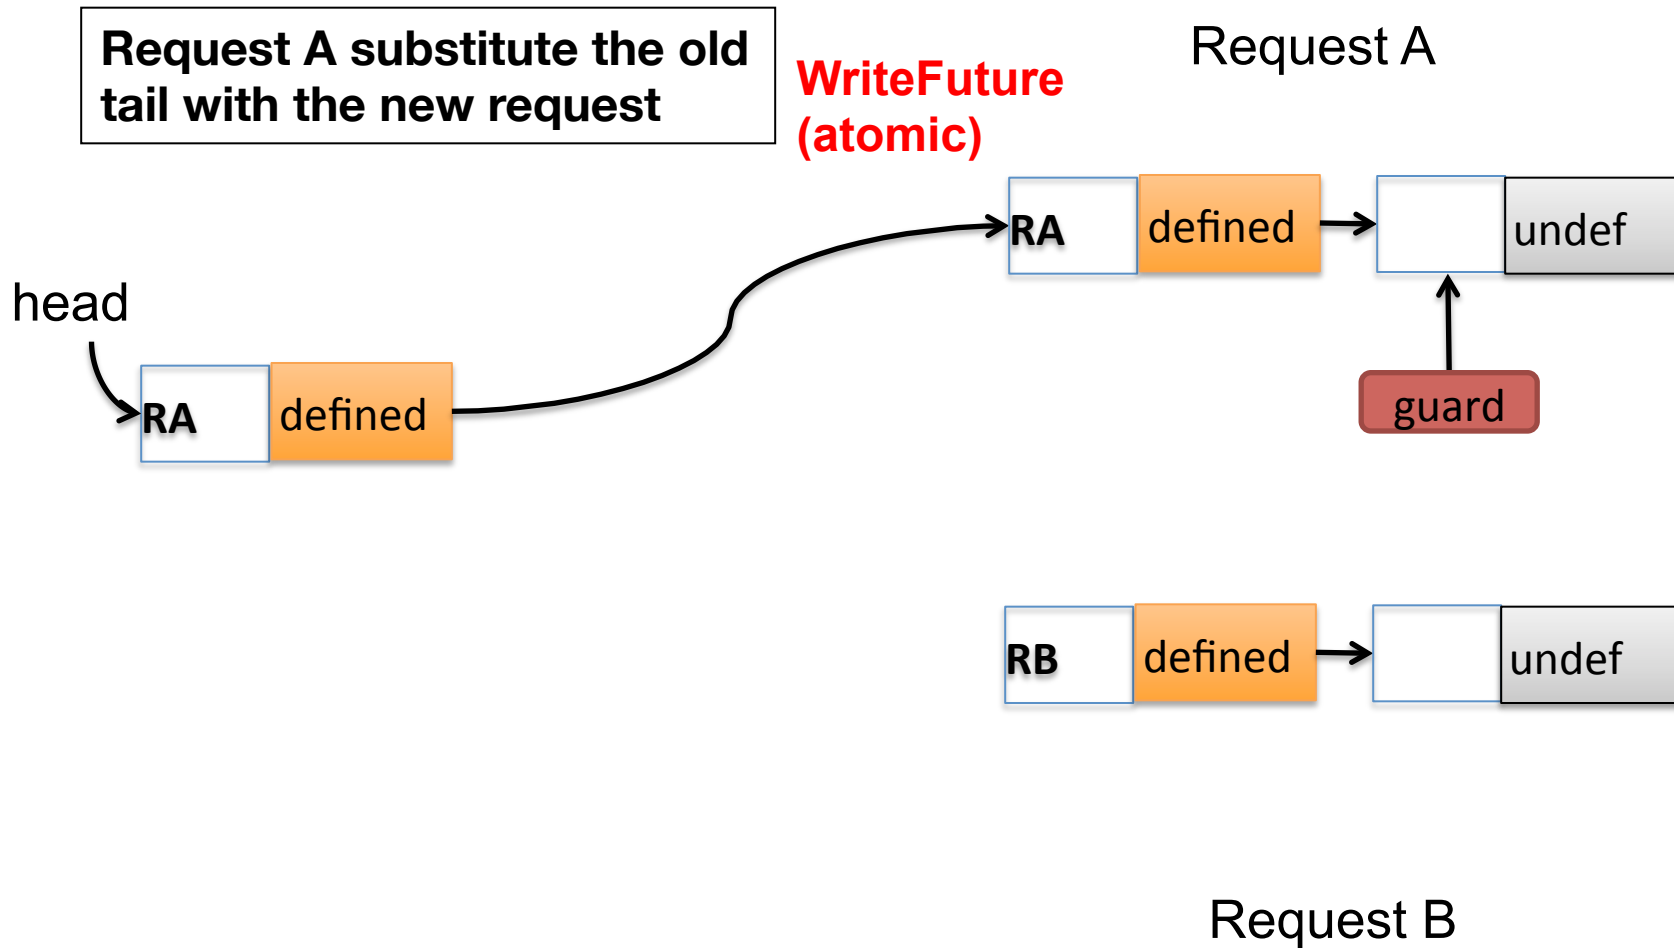 Request A substitute the old
tail with the new request
WriteFuture
(atomic)
Request A
RA
defined
undef
head
RA
defined
guard
RB
defined
undef
Request B